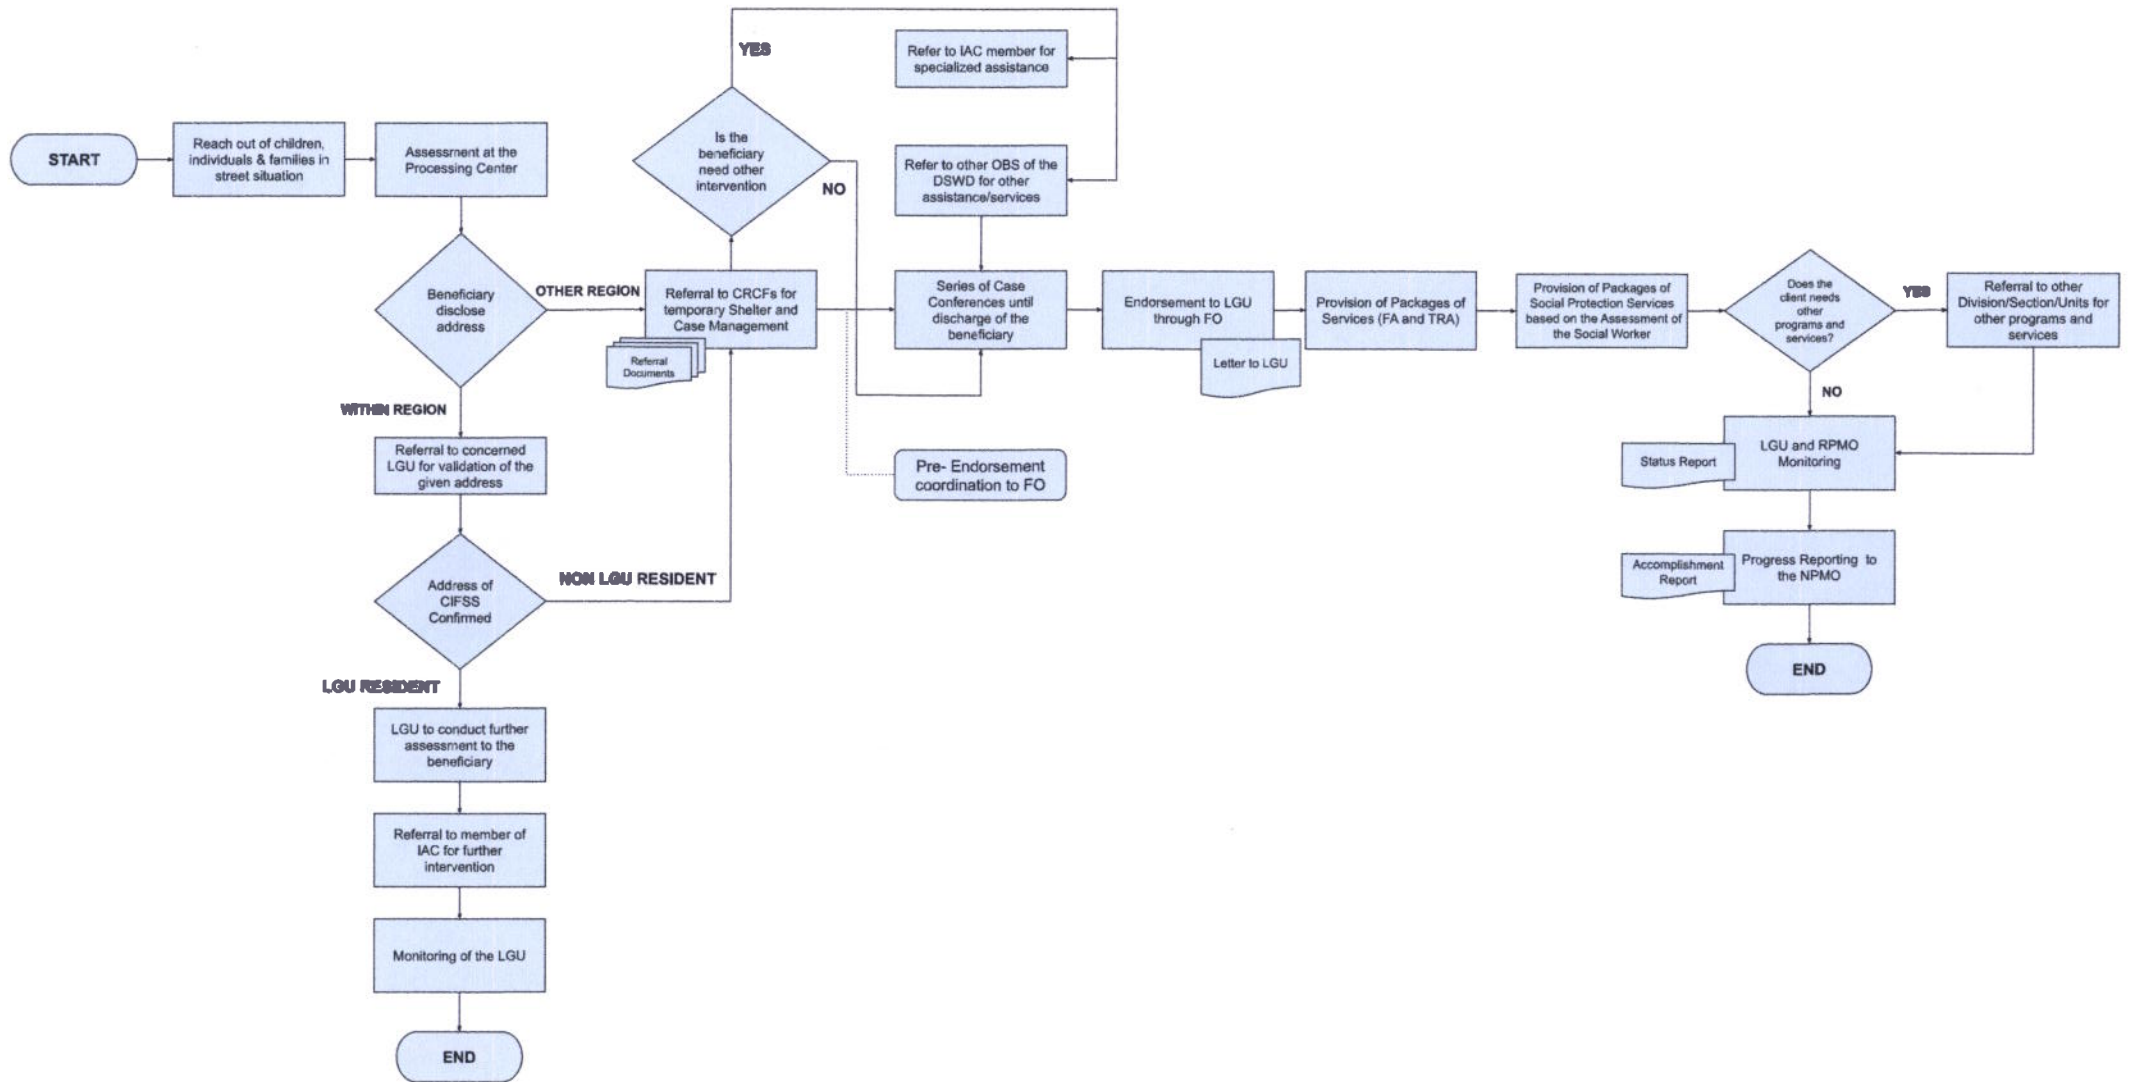 START
Reach out of children,
individuals & families in
street situation
Assessment at the
Processing Center
Beneficiary
disclose
address
OTHER REGION
WITHIN REGION
Referral to concerned
LGU for validation of the
given address
Address of
CIFSS
Confirmed
NON LGU RESIDENT
LGU RESIDENT
LGU to conduct further
assessment to the
beneficiary
Referral to member of
IAC for further
intervention
Monitoring of the LGU
END
Referral to CRCFs for
temporary Shelter and
Case Management
Referral
Documents
Is the
beneficiary
need other
intervention
YES
NO
Refer to IAC member for
specialized assistance
Refer to other OBS of the
DSWD for other
assistance/services
Series of Case
Conferences until
discharge of the
beneficiary
Pre- Endorsement
coordination to FO
Endorsement to LGU
through FO
Letter to LGU
Provision of Packages of
Services (FA and TRA)
Provision of Packages of
Social Protection Services
based on the Assessment of
the Social Worker
Does the
client needs
other
programs and
services?
YES
NO
Referral to other
Division/Section/Units for
other programs and
services
LGU and RPMO
Monitoring
Status Report
Progress Reporting to
the NPMO
Accomplishment
Report
END